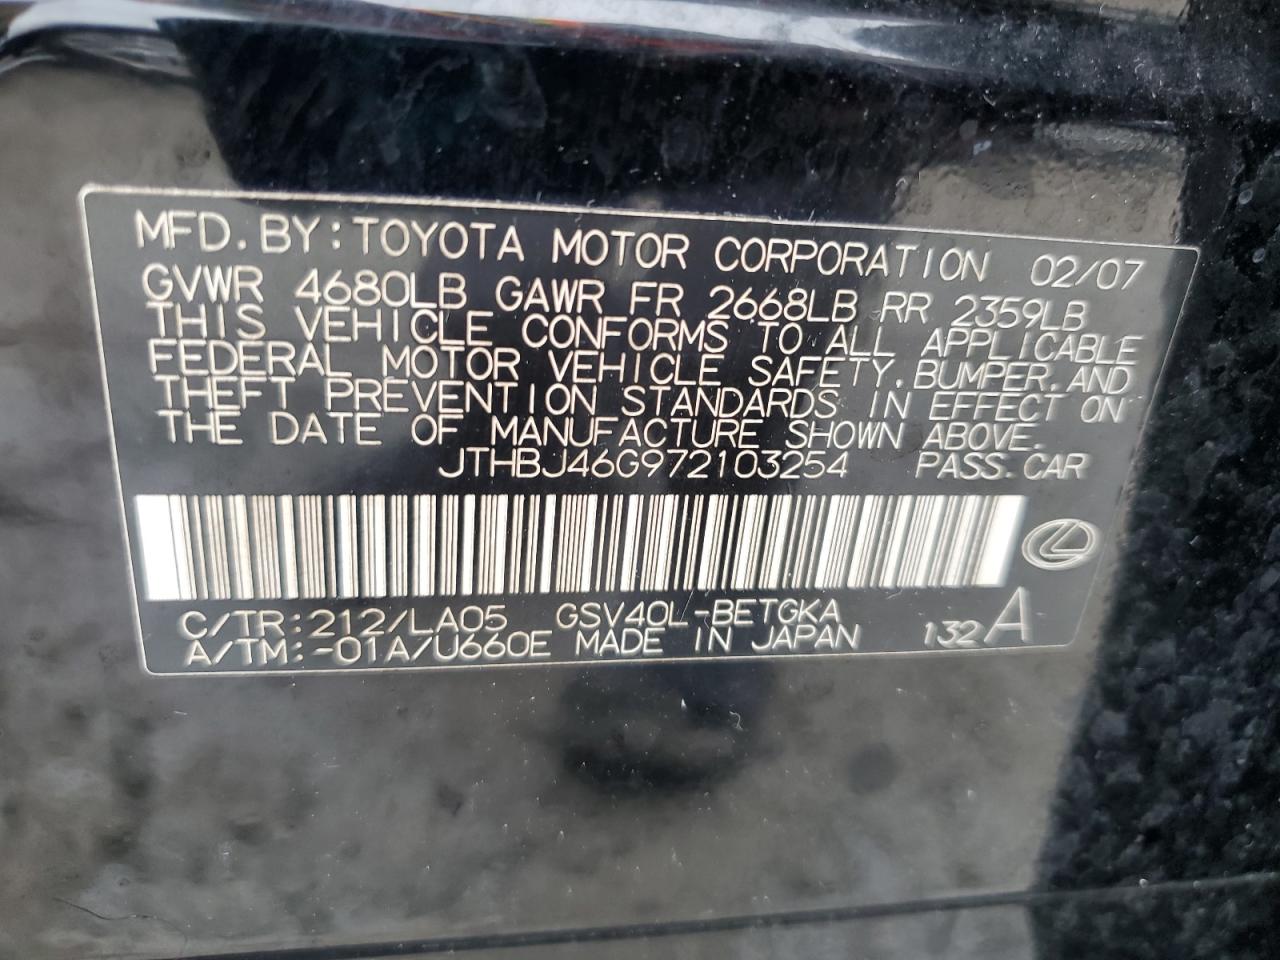 MFD. BY: TOYOTA MOTOR CORPORATION 02/07
GVWR 4680LB GAWR FR 2668LB RR 2359LB
THIS VEHICLE CONFORMS TO ALL APPLICABLE
FEDERAL MOTOR VEHICLE SAFETY, BUMPER, AND
THEFT PREVENTION STANDARDS IN EFFECT ON
THE DATE OF MANUFACTURE SHOWN ABOVE.
JTHBJ46G972103254 PASS. CAR
C/TR: 212/LA05 GSV40L-BETGKA
A/TM: -01A/U660E MADE IN JAPAN 132 A